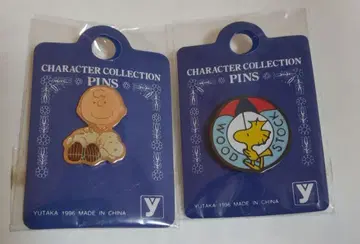 CHARACTER COLLECTION
PINS
YUTAKA 1996 MADE IN CHINA
y
CHARACTER COLLECTION
PINS
WOOD
STOCK
YUTAKA 1996 MADE IN CHINA
y